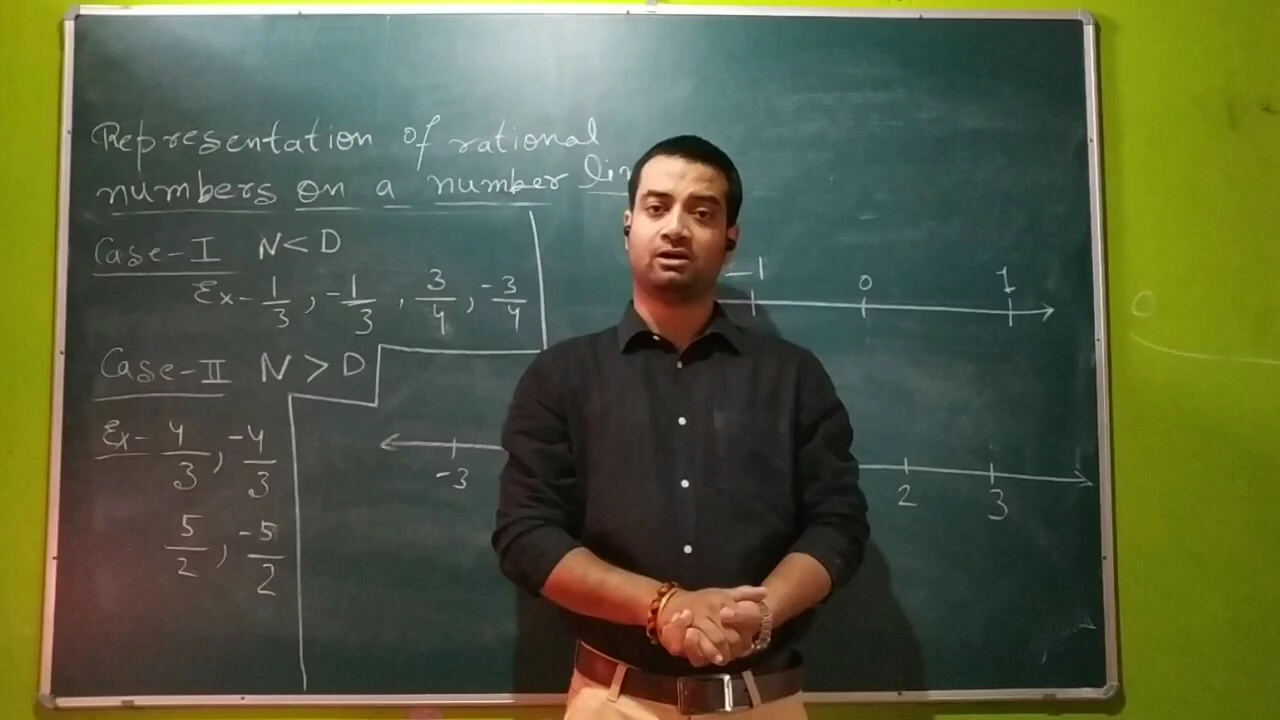 Representation of rational
numbers on a number
Case-I N < D
Ex- 1/3, -1/3, 3/4, -3/4
Case-II N > D
Ex- 4/3, -4/3
5/2, -5/2
-1 0 1
-3 2 3